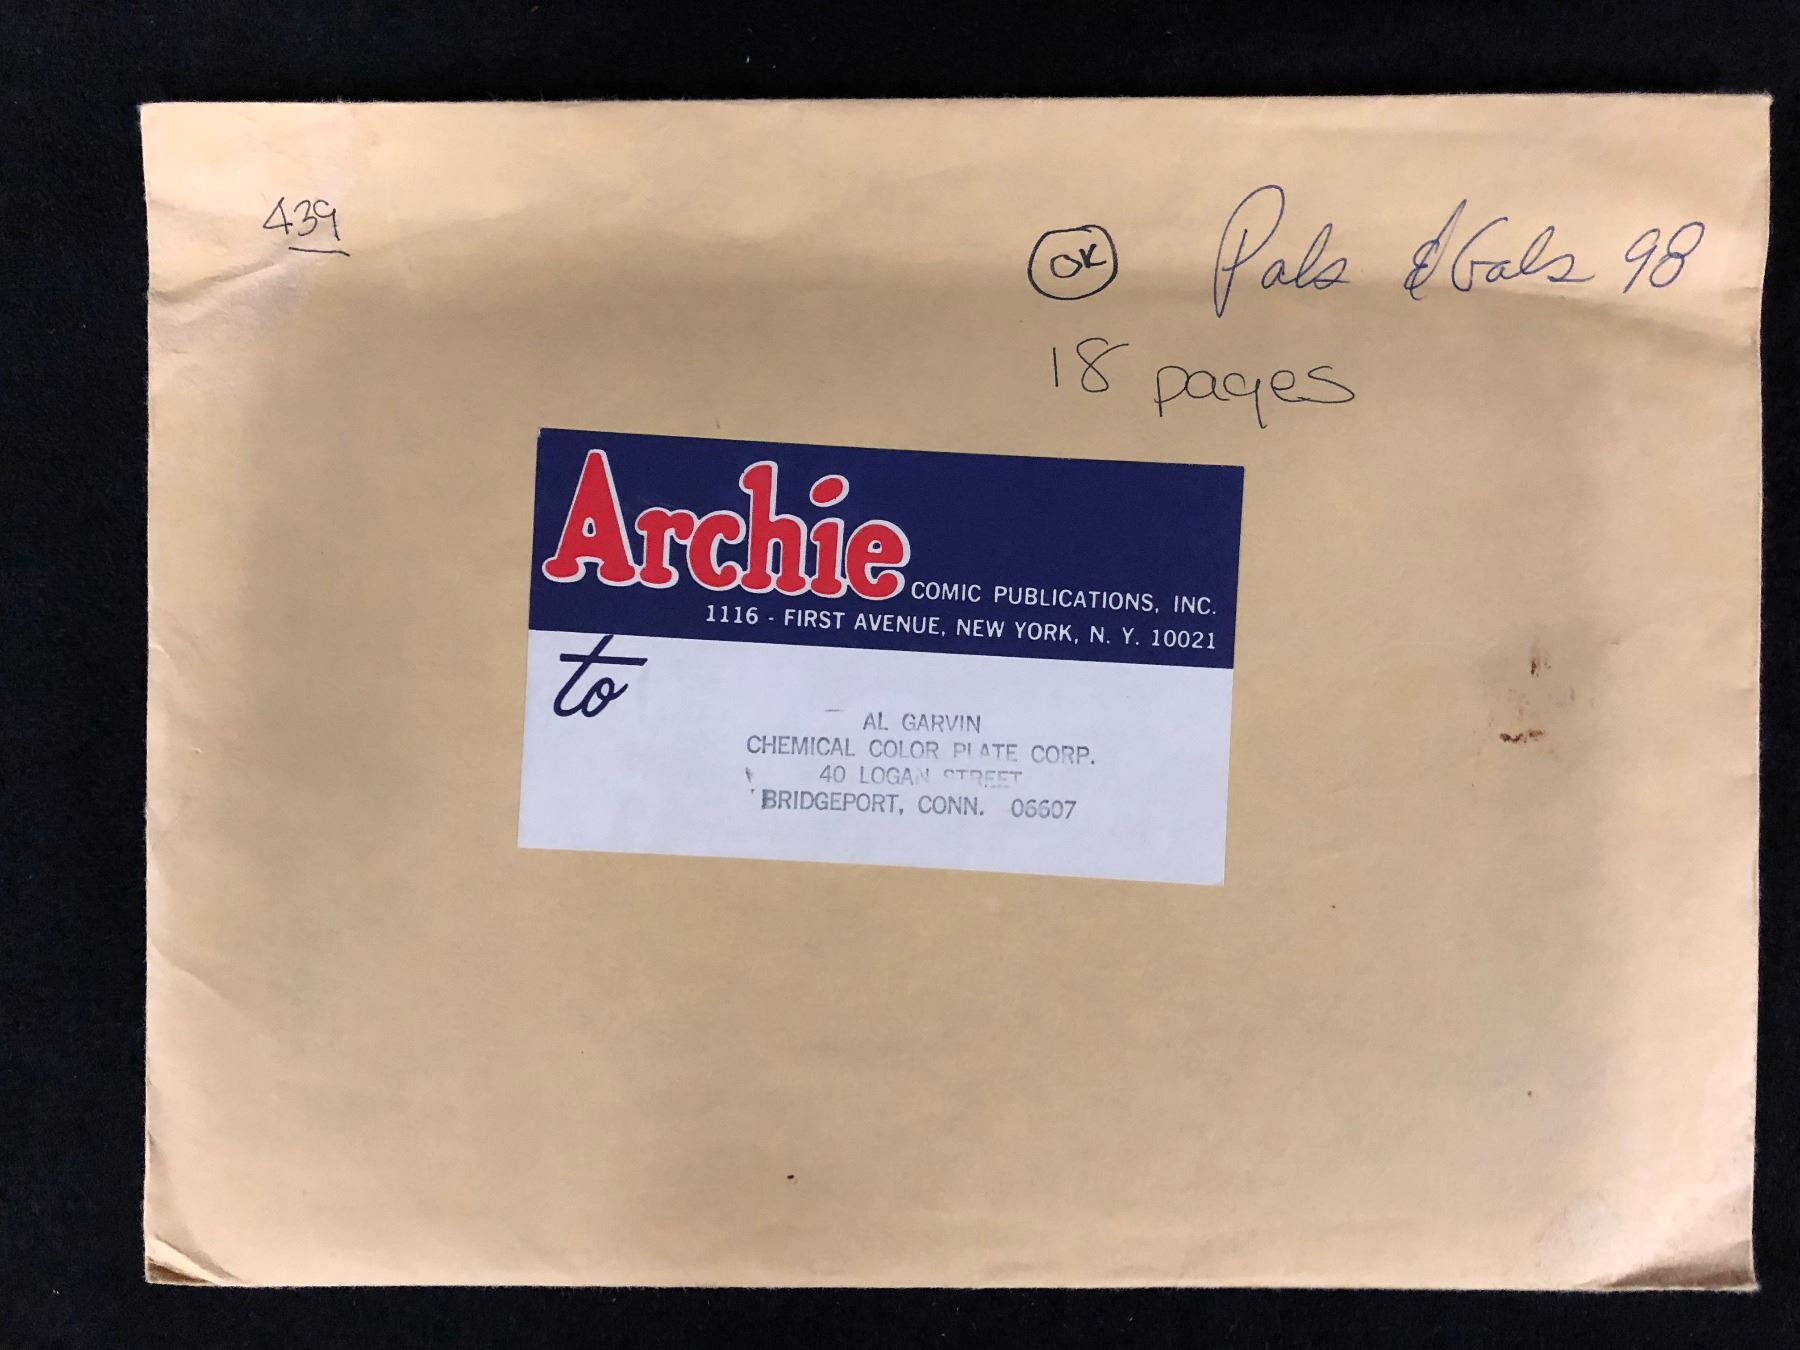 439
OK Pals & Gals 98
18 pages
Archie COMIC PUBLICATIONS, INC.
1116 - FIRST AVENUE, NEW YORK, N. Y. 10021
to
AL GARVIN
CHEMICAL COLOR PLATE CORP.
40 LOGAN STREET
BRIDGEPORT, CONN. 06607